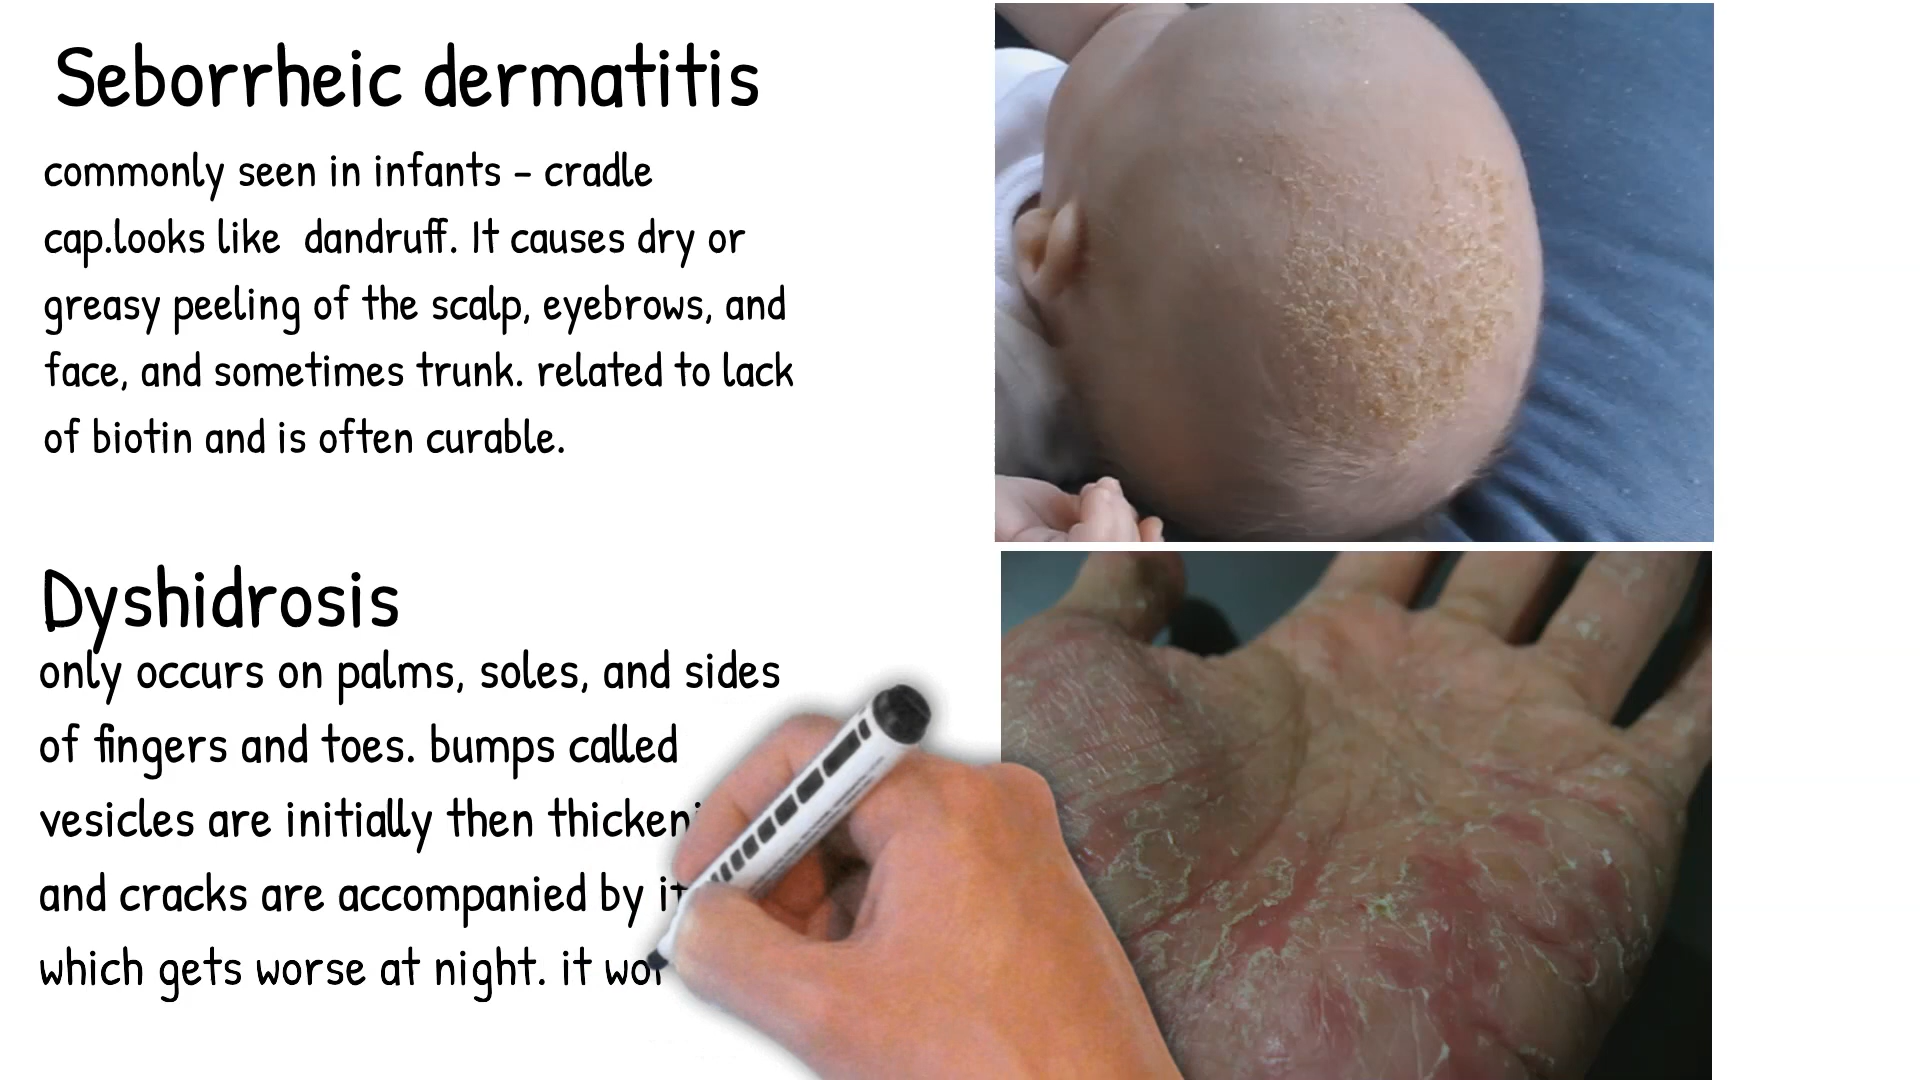 Seborrheic dermatitis
commonly seen in infants - cradle
cap.looks like dandruff. It causes dry or
greasy peeling of the scalp, eyebrows, and
face, and sometimes trunk. related to lack
of biotin and is often curable.
Dyshidrosis
only occurs on palms, soles, and sides
of fingers and toes. bumps called
vesicles are initially then
and cracks are accompanied by
which gets worse at night. it